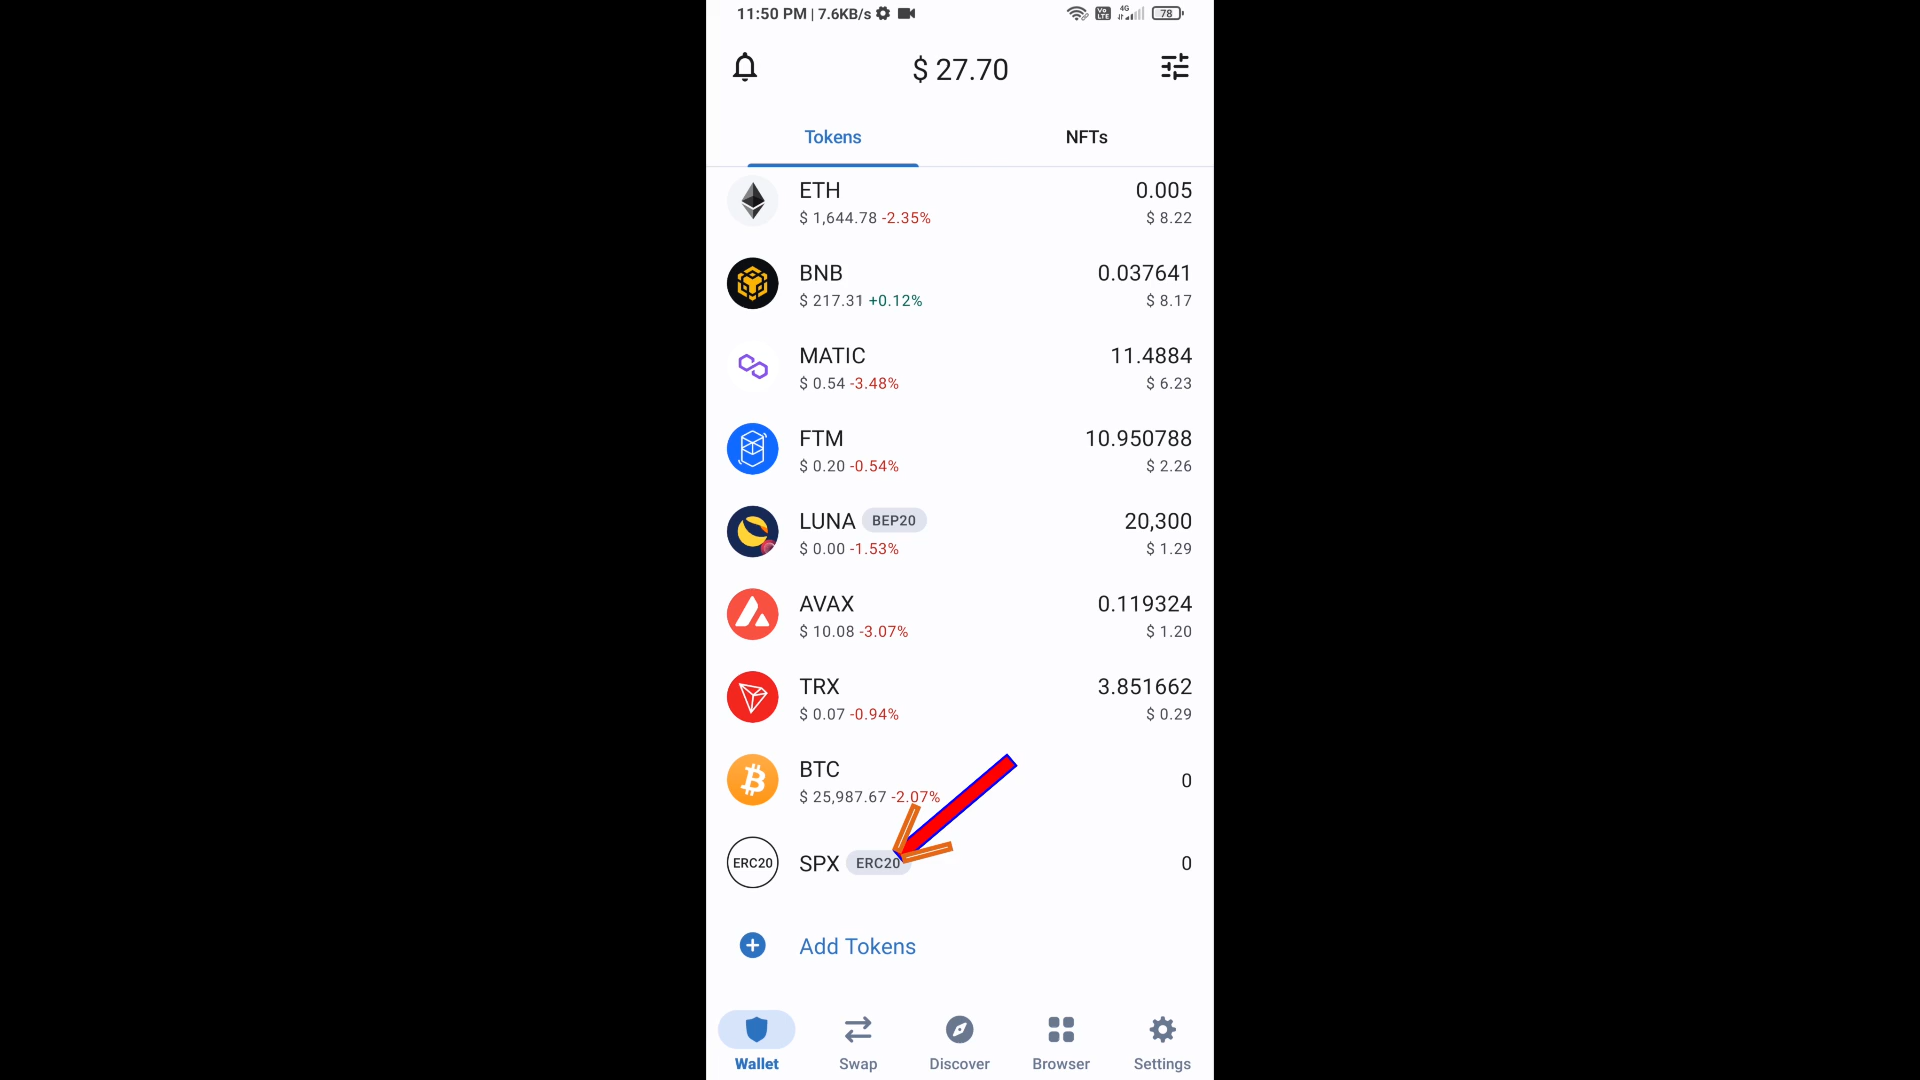 11:50 PM | 7.6KB/s Vo LTE 4G 78
$ 27.70
Tokens NFTs
ETH 0.005
$ 1,644.78 -2.35% $ 8.22
BNB 0.037641
$ 217.31 +0.12% $ 8.17
MATIC 11.4884
$ 0.54 -3.48% $ 6.23
FTM 10.950788
$ 0.20 -0.54% $ 2.26
LUNA BEP20 20,300
$ 0.00 -1.53% $ 1.29
AVAX 0.119324
$ 10.08 -3.07% $ 1.20
TRX 3.851662
$ 0.07 -0.94% $ 0.29
BTC 0
$ 25,987.67 -2.07%
ERC20 SPX ERC20 0
Add Tokens
Wallet Swap Discover Browser Settings